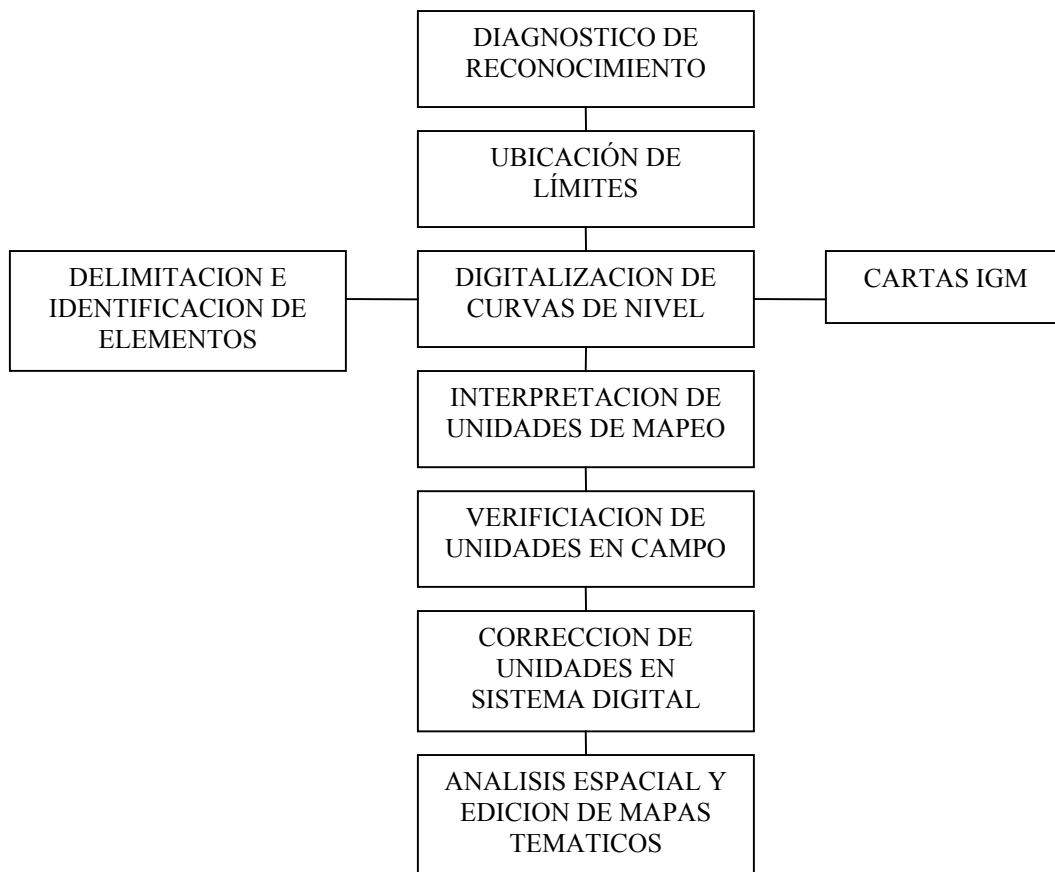 DIAGNOSTICO DE
RECONOCIMIENTO
UBICACIÓN DE
LÍMITES
DELIMITACION E
IDENTIFICACION DE
ELEMENTOS
DIGITALIZACION DE
CURVAS DE NIVEL
CARTAS IGM
INTERPRETACION DE
UNIDADES DE MAPEO
VERIFICIACION DE
UNIDADES EN CAMPO
CORRECCION DE
UNIDADES EN
SISTEMA DIGITAL
ANALISIS ESPACIAL Y
EDICION DE MAPAS
TEMATICOS